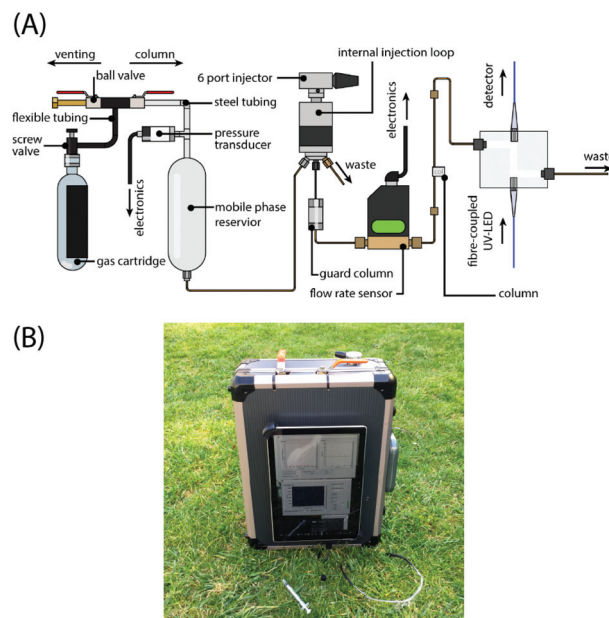 (A)
venting
column
ball valve
flexible tubing
screw
valve
electronics
gas cartridge
steel tubing
pressure
transducer
mobile phase
reservior
6 port injector
internal injection loop
waste
electronics
guard column
flow rate sensor
column
detector
fibre-coupled
UV-LED
waste
(B)